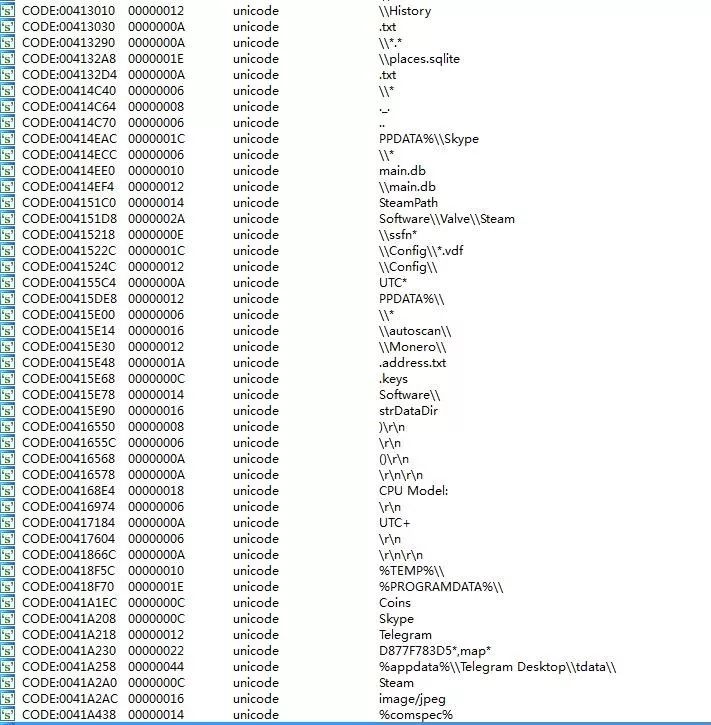 CODE:00413010 00000012 unicode \\History
CODE:00413030 0000000A unicode .txt
CODE:00413290 0000000A unicode \\*.*
CODE:004132A8 0000001E unicode \\places.sqlite
CODE:004132D4 0000000A unicode .txt
CODE:00414C40 00000006 unicode \\*
CODE:00414C64 00000008 unicode ._.
CODE:00414C70 00000006 unicode ..
CODE:00414EAC 0000001C unicode PPDATA%\\Skype
CODE:00414ECC 00000006 unicode \\*
CODE:00414EE0 00000010 unicode main.db
CODE:00414EF4 00000012 unicode \\main.db
CODE:004151C0 00000014 unicode SteamPath
CODE:004151D8 0000002A unicode Software\\Valve\\Steam
CODE:00415218 0000000E unicode \\ssfn*
CODE:0041522C 0000001C unicode \\Config\\*.vdf
CODE:0041524C 00000012 unicode \\Config\\
CODE:004155C4 0000000A unicode UTC*
CODE:00415DE8 00000012 unicode PPDATA%\\
CODE:00415E00 00000006 unicode \\*
CODE:00415E14 00000016 unicode \\autoscan\\
CODE:00415E30 00000012 unicode \\Monero\\
CODE:00415E48 0000001A unicode .address.txt
CODE:00415E68 0000000C unicode .keys
CODE:00415E78 00000014 unicode Software\\
CODE:00415E90 00000016 unicode strDataDir
CODE:00416550 00000008 unicode )\r\n
CODE:0041655C 00000006 unicode \r\n
CODE:00416568 0000000A unicode ()\r\n
CODE:00416578 0000000A unicode \r\n\r\n
CODE:004168E4 00000018 unicode CPU Model:
CODE:00416974 00000006 unicode \r\n
CODE:00417184 0000000A unicode UTC+
CODE:00417604 00000006 unicode \r\n
CODE:0041866C 0000000A unicode \r\n\r\n
CODE:00418F5C 00000010 unicode %TEMP%\\
CODE:00418F70 0000001E unicode %PROGRAMDATA%\\
CODE:0041A1EC 0000000C unicode Coins
CODE:0041A208 0000000C unicode Skype
CODE:0041A218 00000012 unicode Telegram
CODE:0041A230 00000022 unicode D877F783D5*,map*
CODE:0041A258 00000044 unicode %appdata%\\Telegram Desktop\\tdata\\
CODE:0041A2A0 0000000C unicode Steam
CODE:0041A2AC 00000016 unicode image/jpeg
CODE:0041A438 00000014 unicode %comspec%